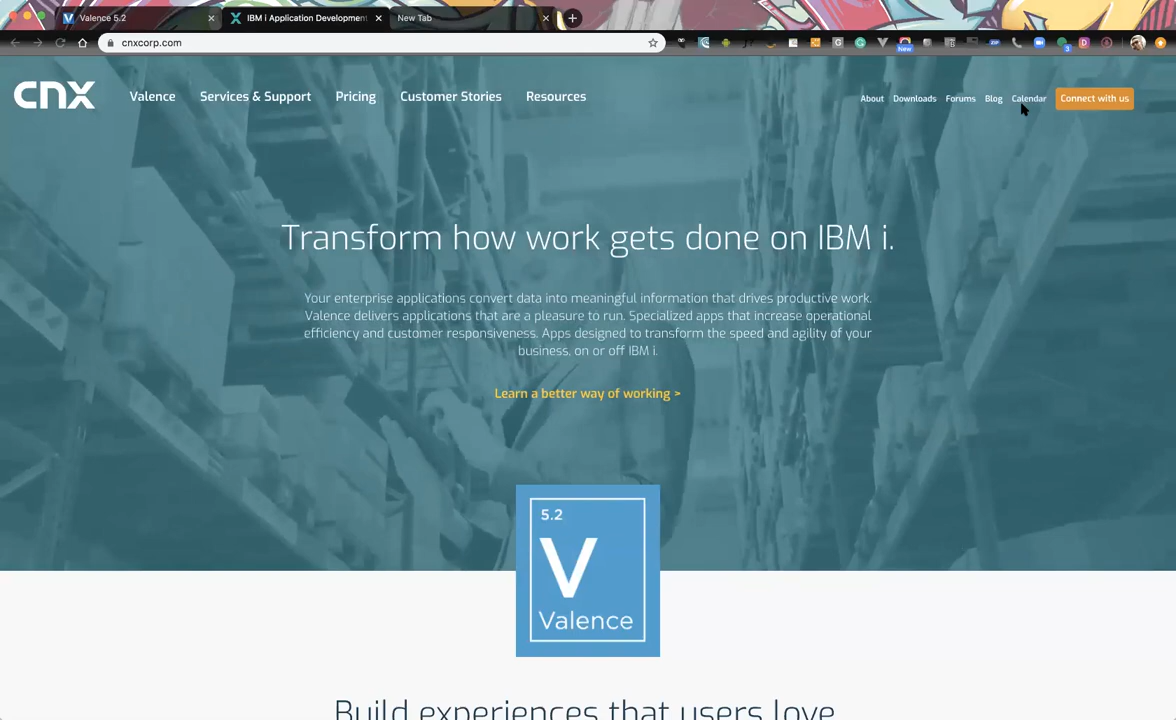 Valence 5.2
IBM i Application Developmen
New Tab
cnxcorp.com
New
3
cnx
Valence
Services & Support
Pricing
Customer Stories
Resources
About
Downloads
Forums
Blog
Calendar
Connect with us
Transform how work gets done on IBM i.
Your enterprise applications convert data into meaningful information that drives productive work.
Valence delivers applications that are a pleasure to run. Specialized apps that increase operational
efficiency and customer responsiveness. Apps designed to transform the speed and agility of your
business, on or off IBM i.
Learn a better way of working >
5.2
V
Valence
Build experiences that users love